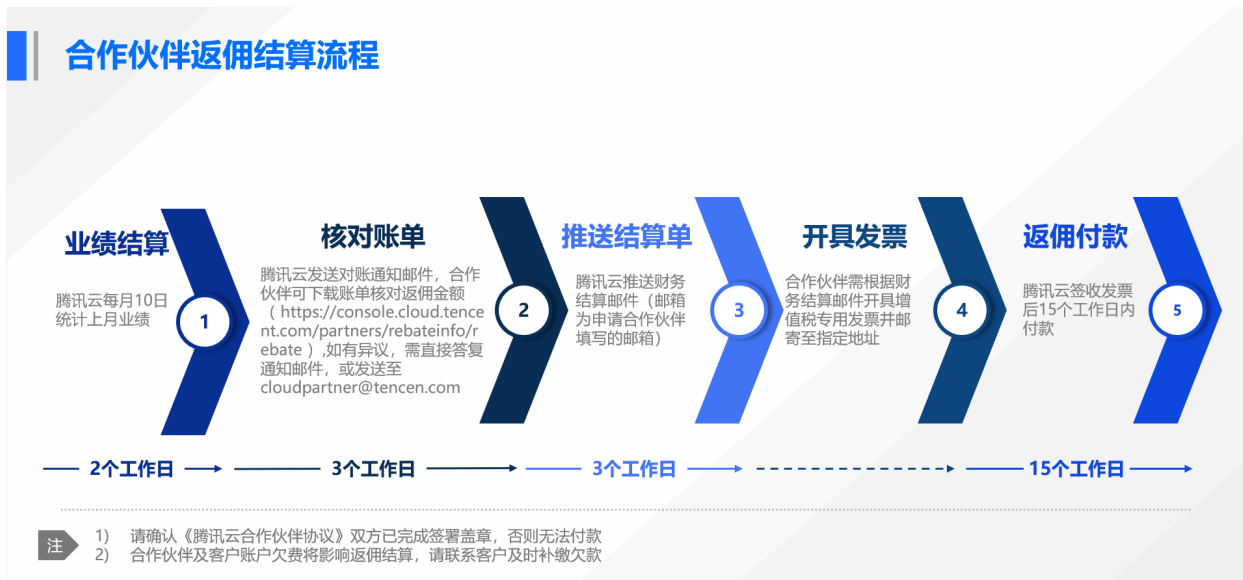 合作伙伴返佣结算流程
业绩结算
腾讯云每月10日
统计上月业绩
1
核对账单
腾讯云发送对账通知邮件，合作
伙伴可下载账单核对返佣金额
（ https://console.cloud.tence
nt.com/partners/rebateinfo/r
ebate ）,如有异议，需直接答复
通知邮件，或发送至
cloudpartner@tencen.com
2
推送结算单
腾讯云推送财务
结算邮件（邮箱
为申请合作伙伴
填写的邮箱）
3
开具发票
合作伙伴需根据财
务结算邮件开具增
值税专用发票并邮
寄至指定地址
4
返佣付款
腾讯云签收发票
后15个工作日内
付款
5
2个工作日
3个工作日
3个工作日
15个工作日
注
1) 请确认《腾讯云合作伙伴协议》双方已完成签署盖章，否则无法付款
2) 合作伙伴及客户账户欠费将影响返佣结算，请联系客户及时补缴欠款